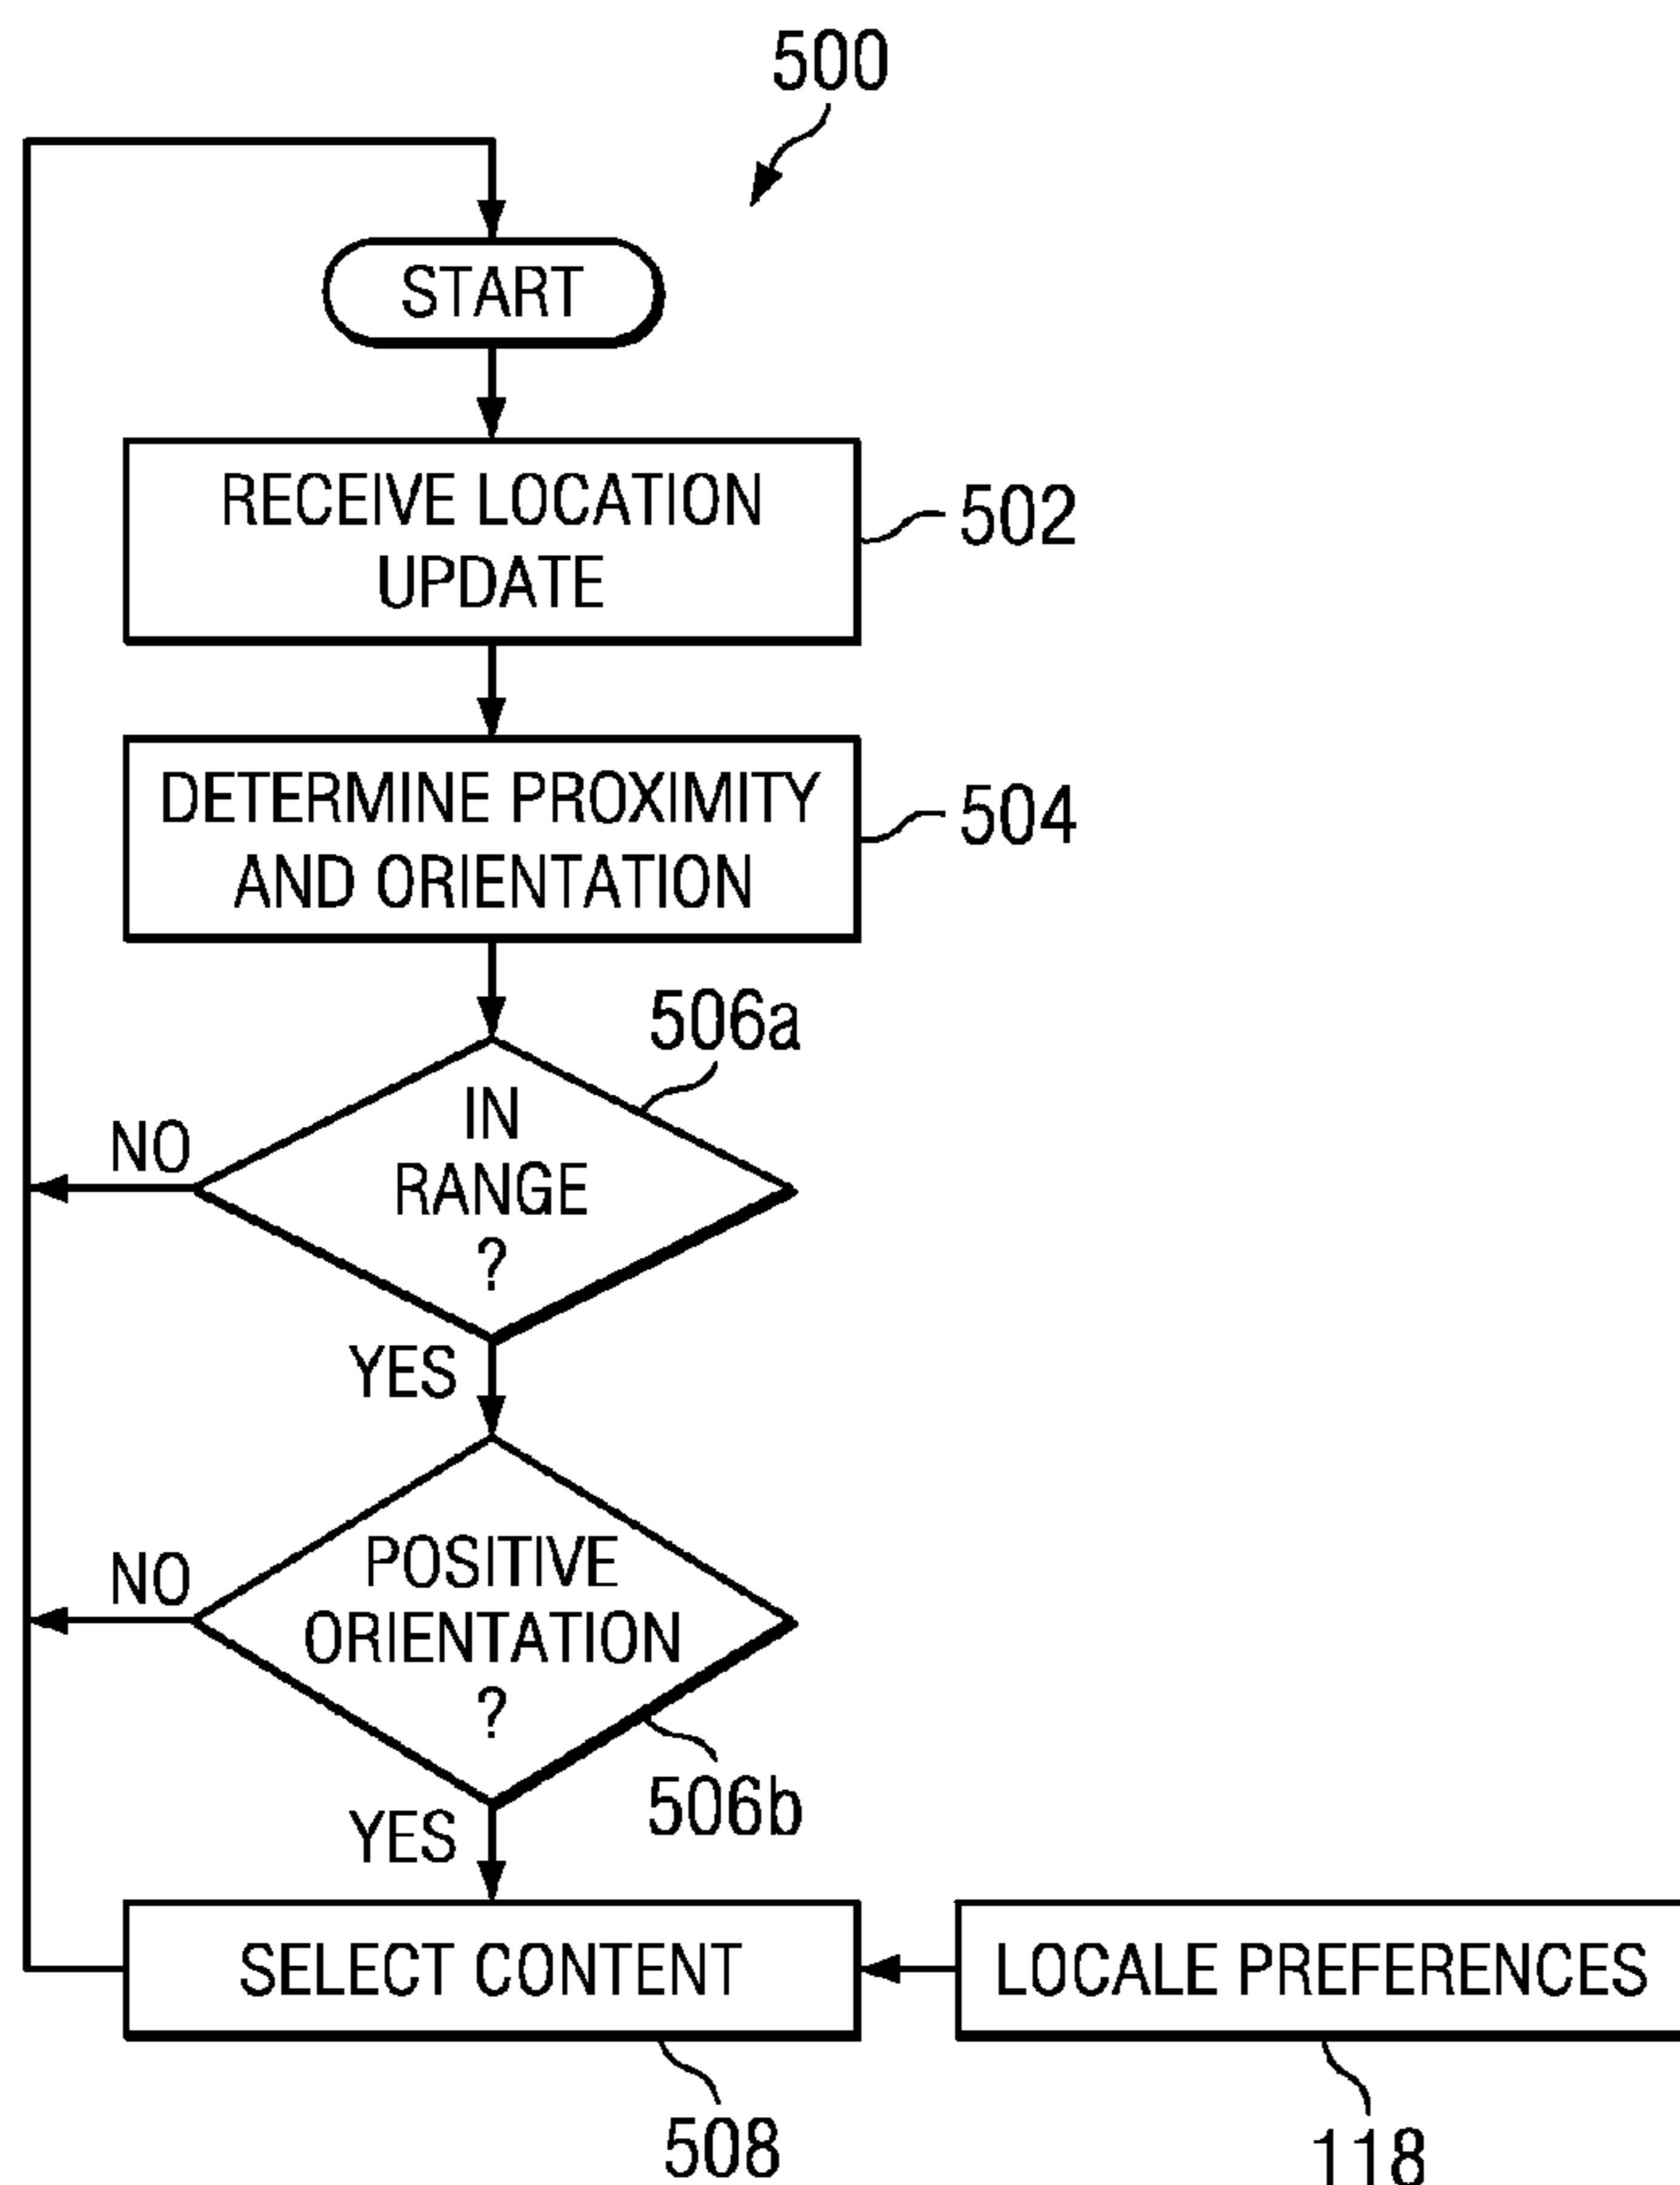 500
START
RECEIVE LOCATION
UPDATE
502
DETERMINE PROXIMITY
AND ORIENTATION
504
506a
IN
RANGE
?
NO
YES
POSITIVE
ORIENTATION
?
NO
506b
YES
SELECT CONTENT
LOCALE PREFERENCES
508
118